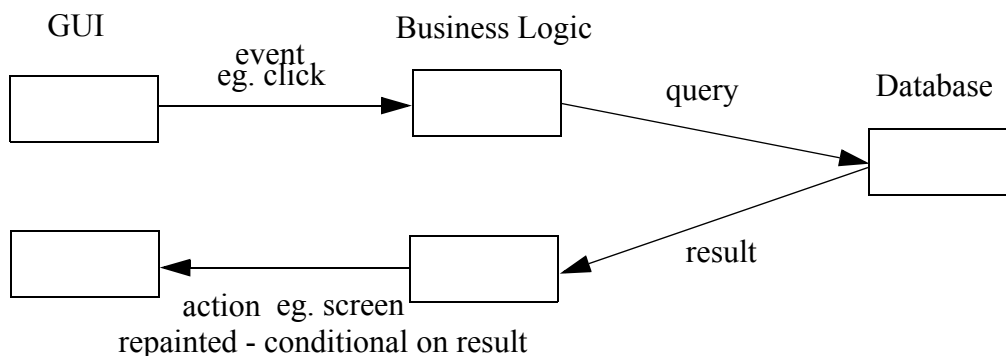 GUI
Business Logic
event
eg. click
query
Database
result
action eg. screen
repainted - conditional on result